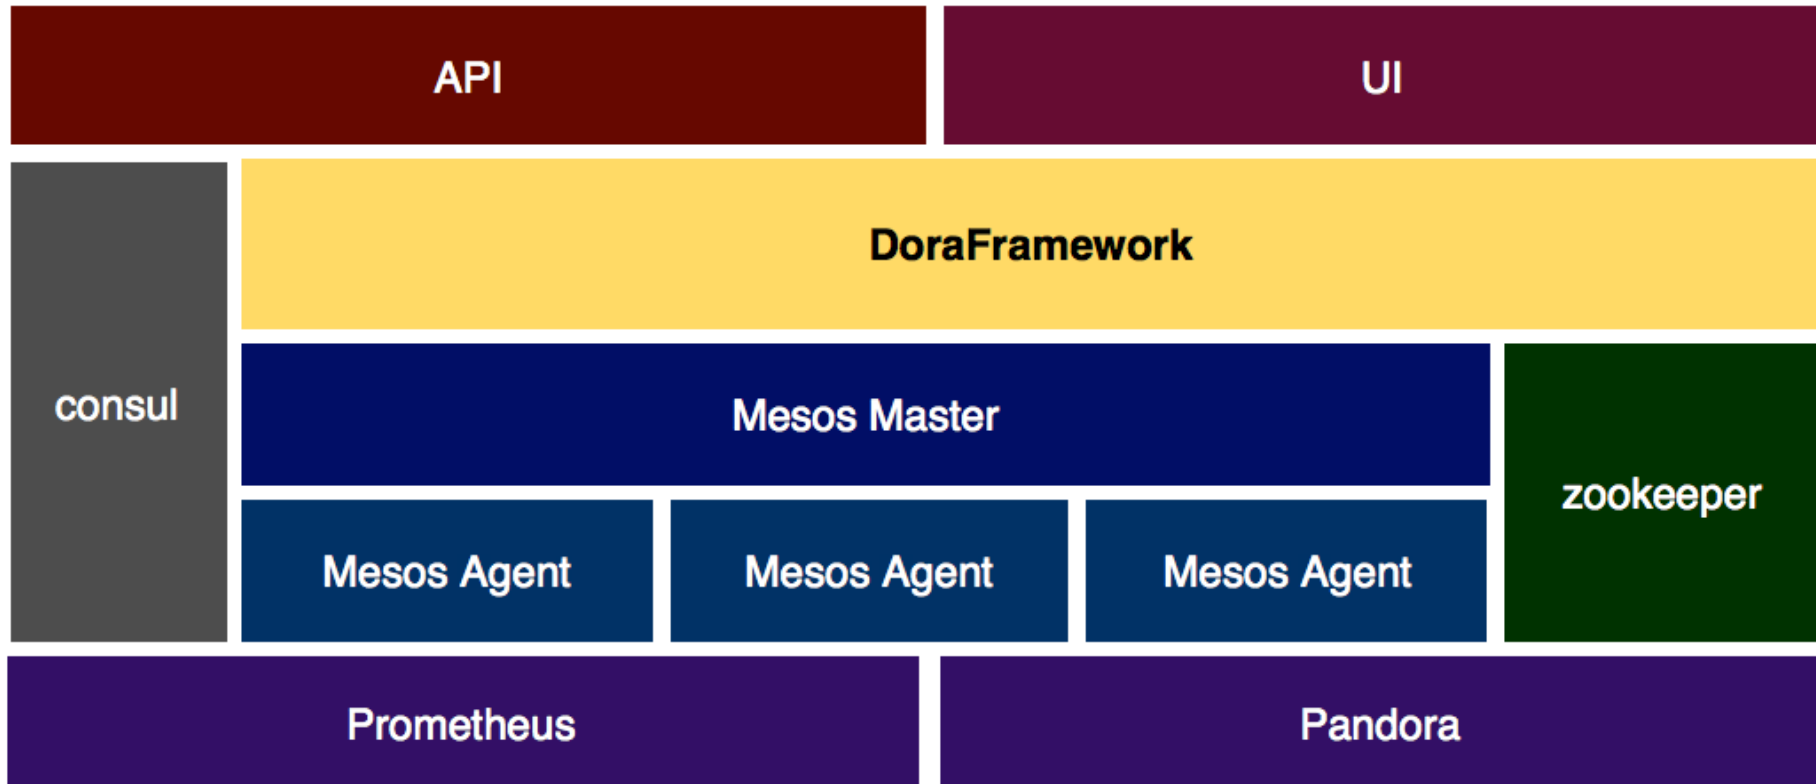 API
UI
DoraFramework
consul
Mesos Master
zookeeper
Mesos Agent
Mesos Agent
Mesos Agent
Prometheus
Pandora